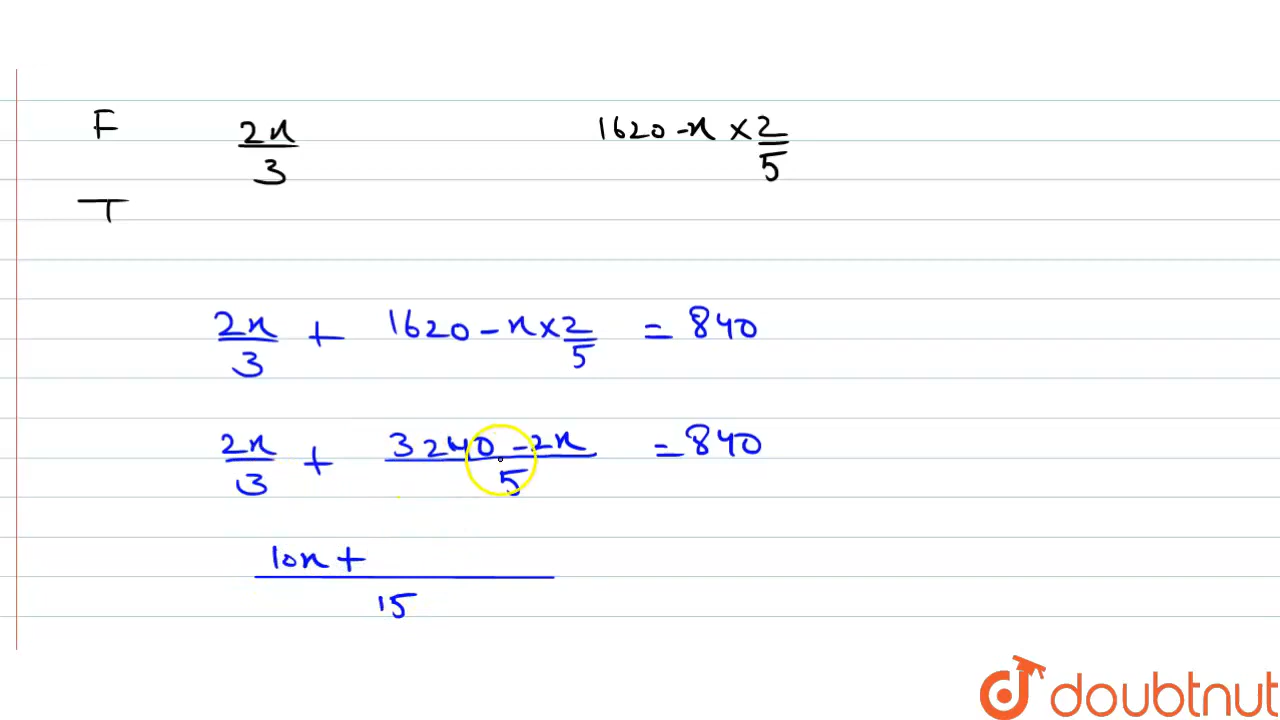 F 2x/3 1620 - x × 2/5
T
2x/3 + 1620 - x × 2/5 = 840
2x/3 + 3240 - 2x/5 = 840
10x + /15
doubtnut